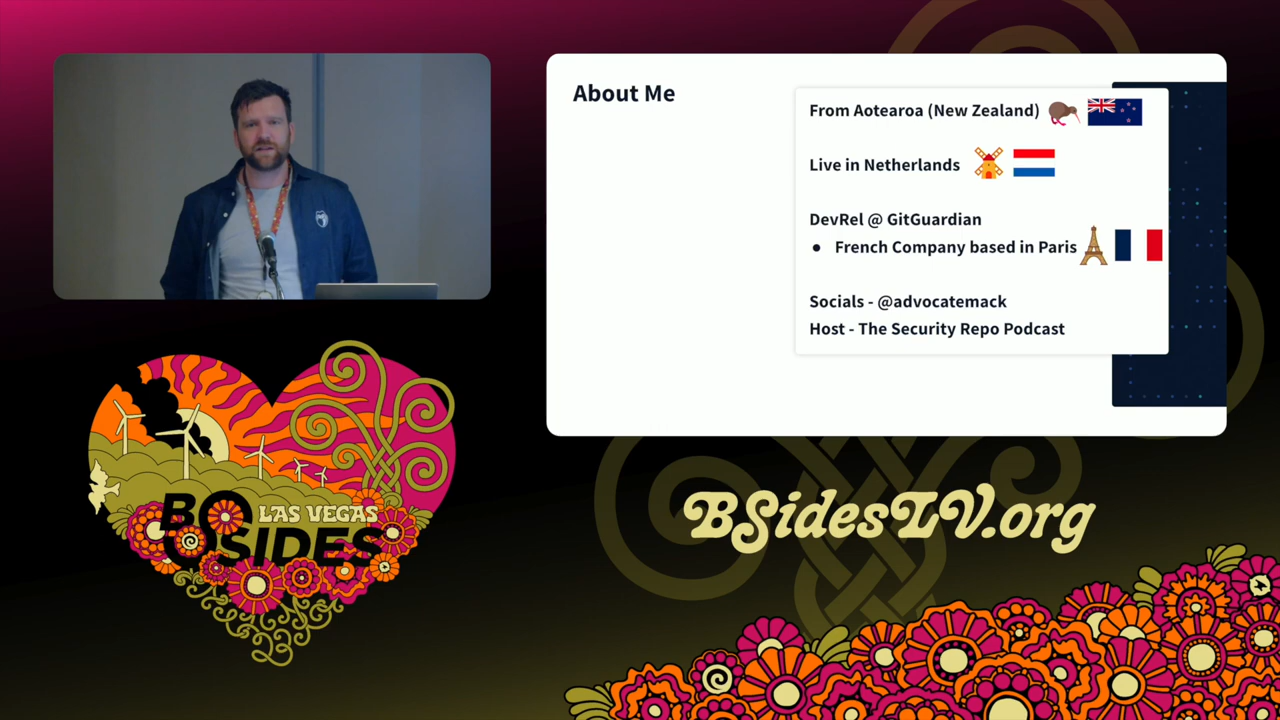 About Me
From Aotearoa (New Zealand)
Live in Netherlands
DevRel @ GitGuardian
● French Company based in Paris
Socials - @advocatemack
Host - The Security Repo Podcast
LAS VEGAS
BSIDES
BSidesLV.org